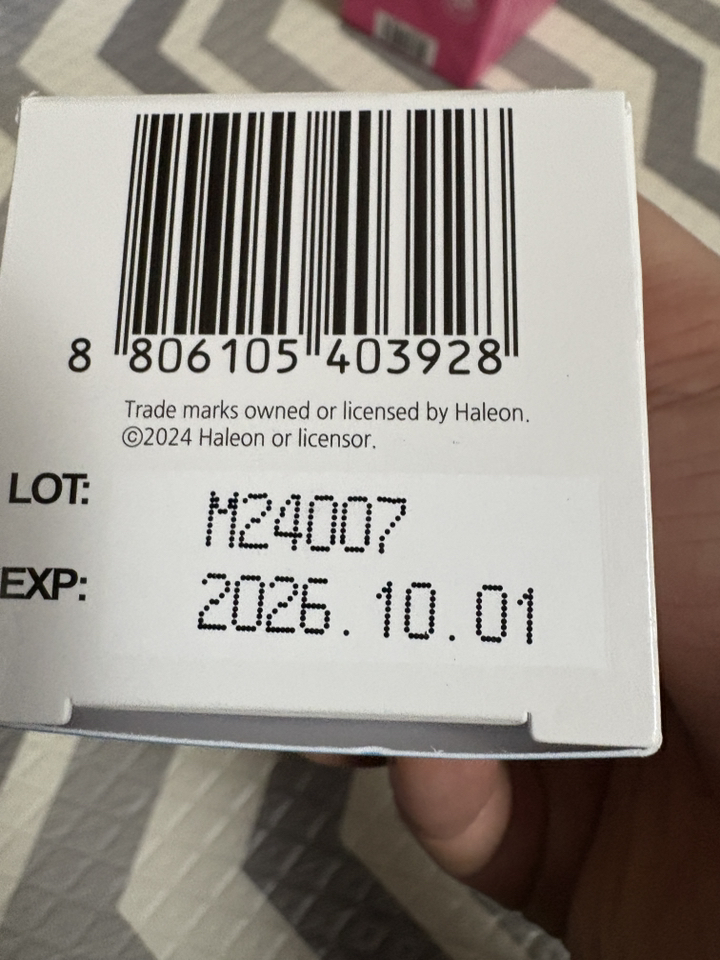 8 806105 403928
Trade marks owned or licensed by Haleon.
©2024 Haleon or licensor.
LOT: M24007
EXP: 2026.10.01